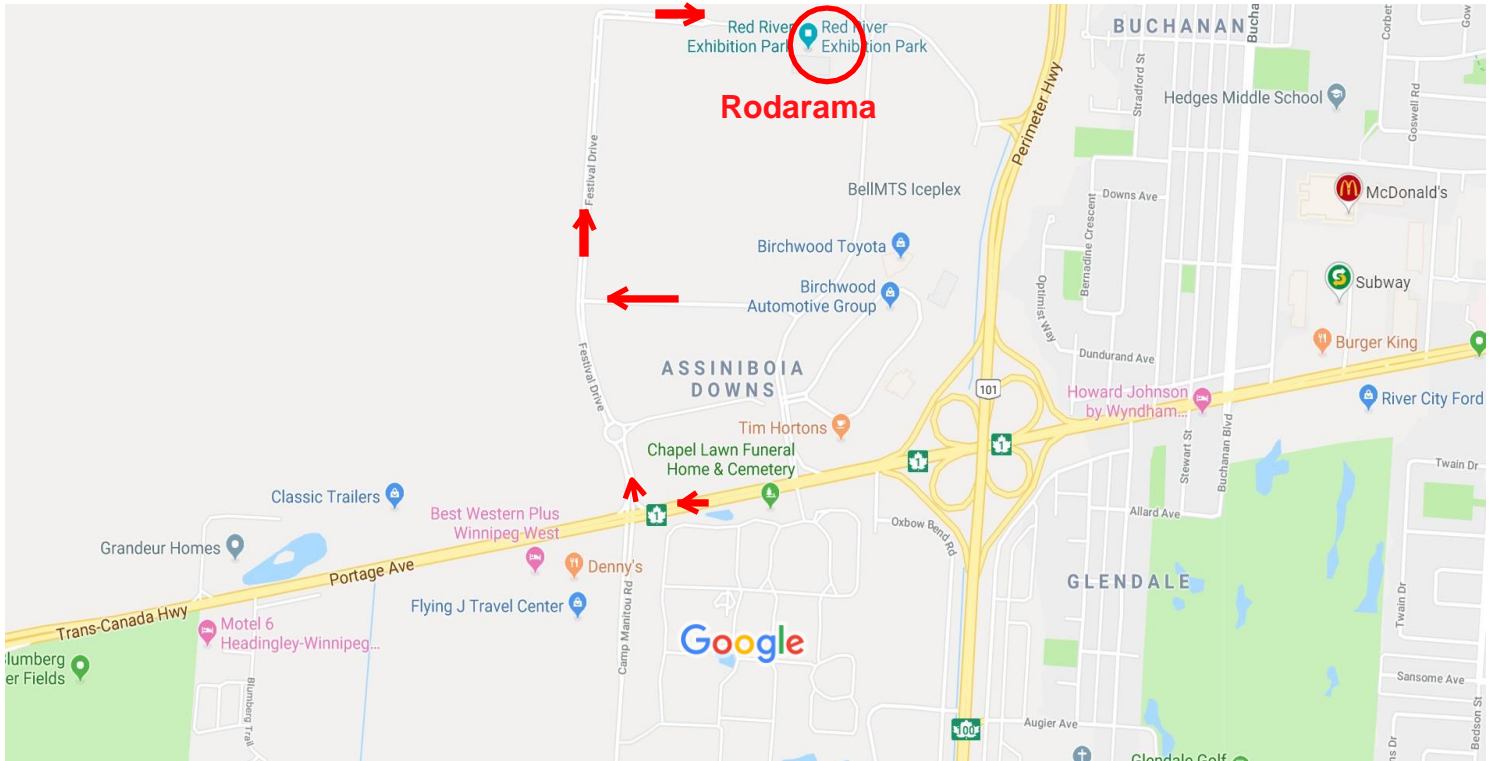 BUCHANAN
Red River
Exhibition Park
Red River
Exhibition Park
Rodarama
Stradford St
Goswell Rd
Perimeter Hwy
Hedges Middle School
Festival Drive
BellMTS Iceplex
Downs Ave
McDonald's
Bernadine Crescent
Birchwood Toyota
Birchwood
Automotive Group
Optimist Way
Subway
Burger King
Festival Drive
Dundurand Ave
ASSINIBOIA
DOWNS
101
Howard Johnson
by Wyndham...
River City Ford
Tim Hortons
Buchanan Blvd
Stewart St
Chapel Lawn Funeral
Home & Cemetery
1
1
Twain Dr
Classic Trailers
Best Western Plus
Winnipeg West
1
Allard Ave
Oxbow Bend Rd
Grandeur Homes
Portage Ave
Denny's
GLENDALE
Flying J Travel Center
Camp Manitou Rd
Twain Dr
Trans-Canada Hwy
Motel 6
Headingley-Winnipeg...
Google
Blumberg Trail
Sansome Ave
Bedson St
Augier Ave
100